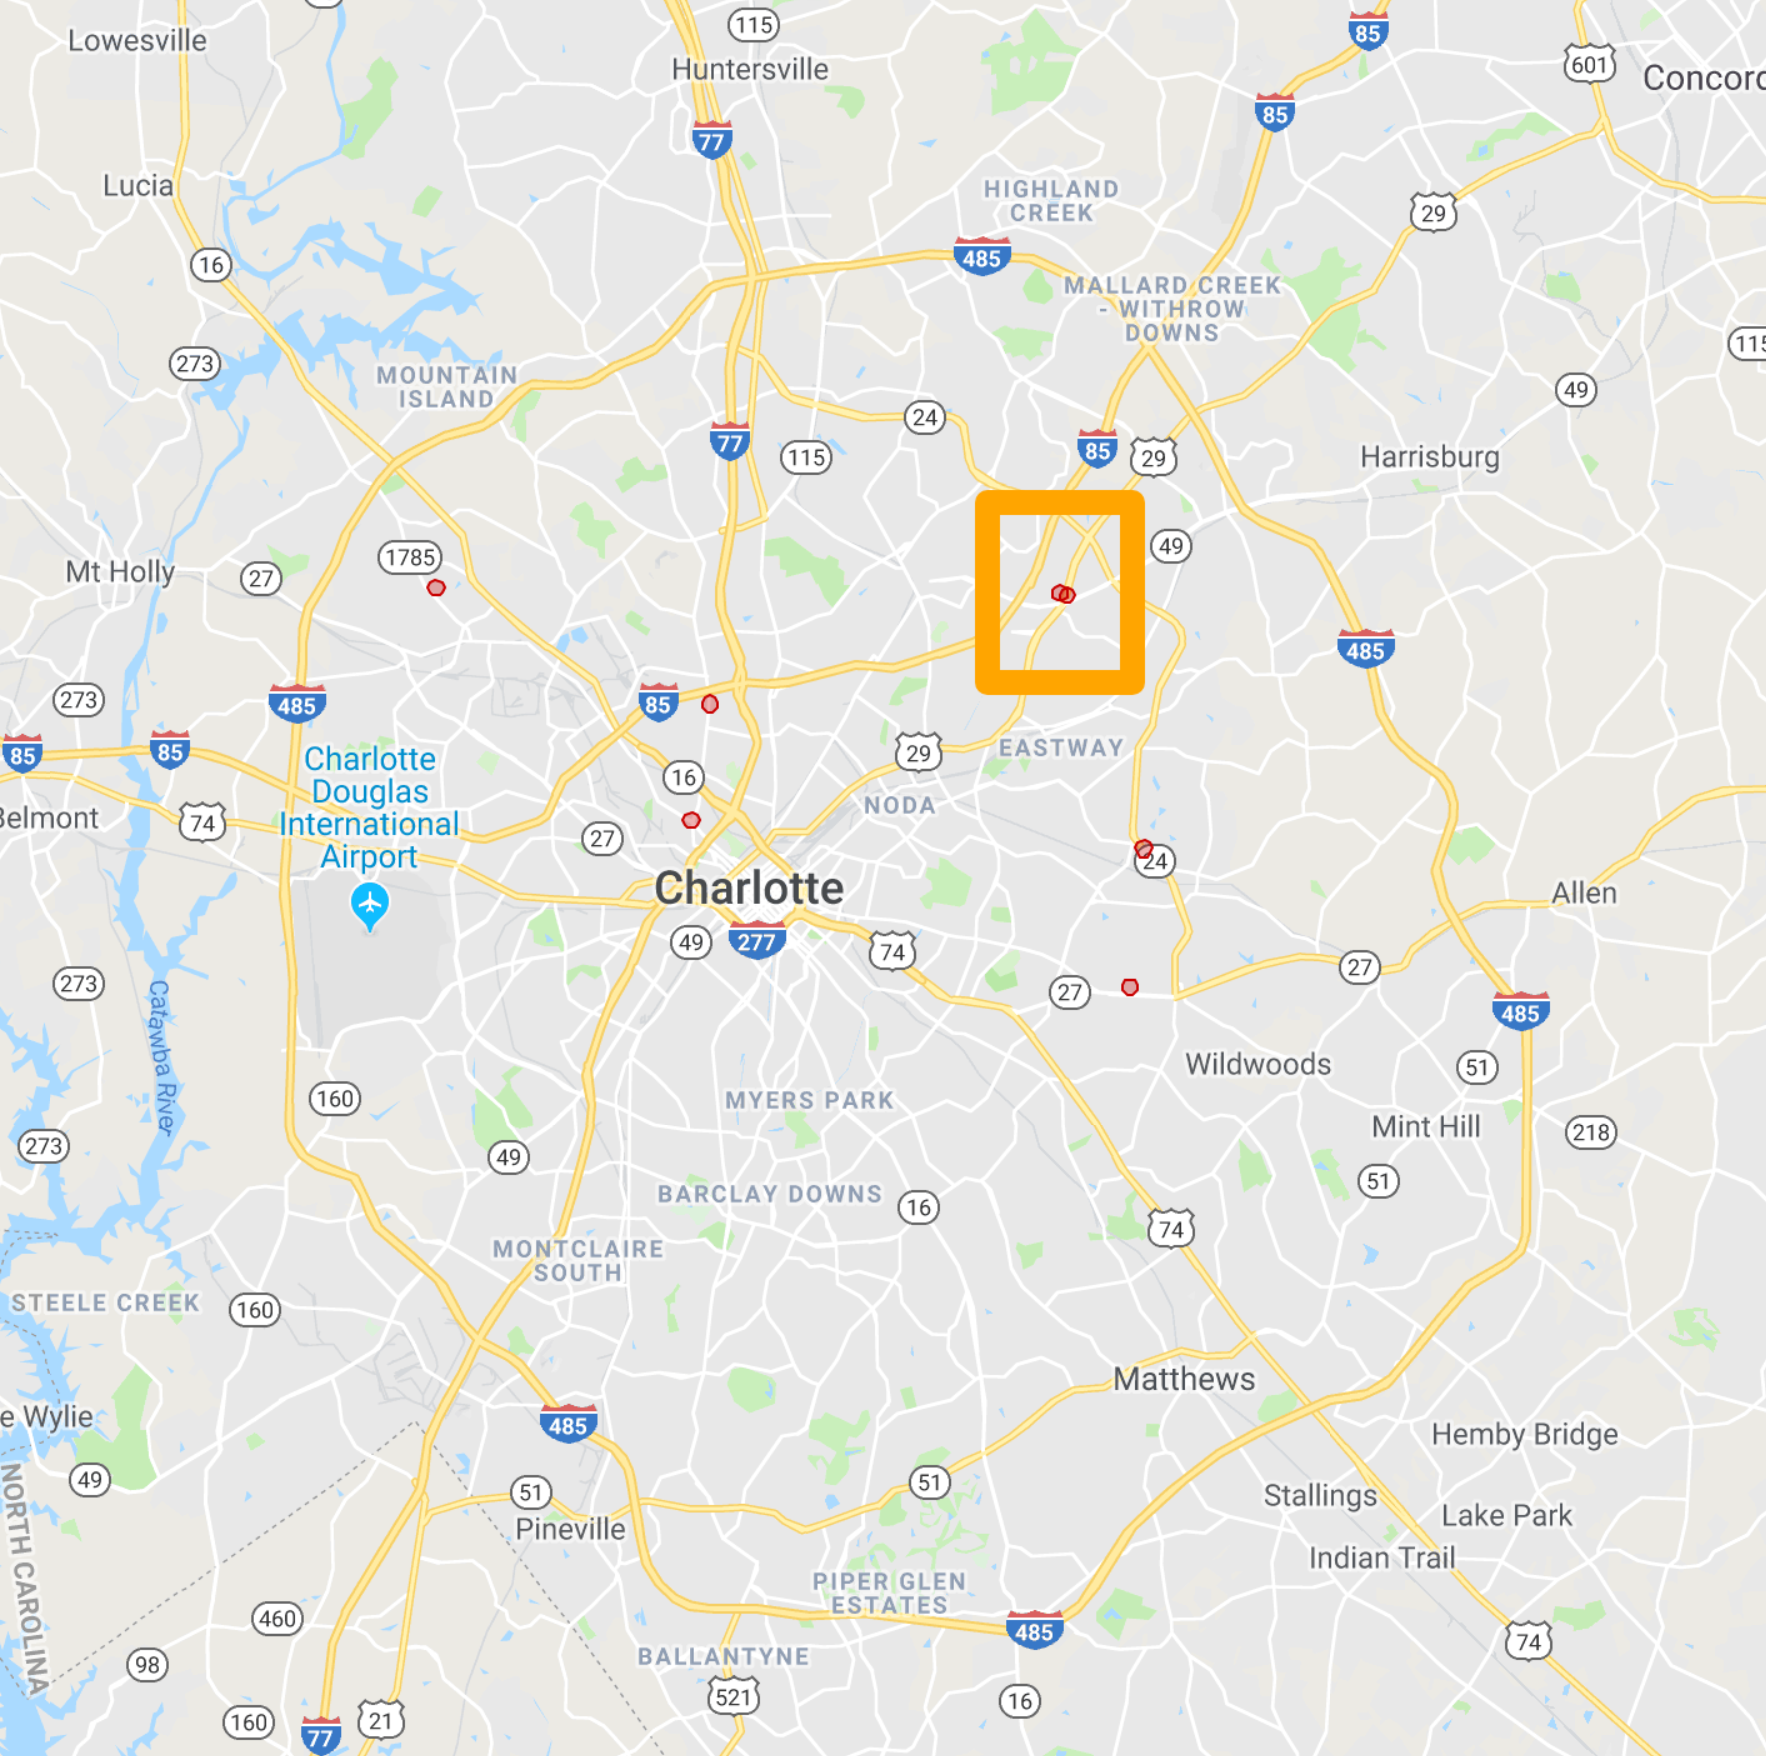 115
85
Lowesville
601
Huntersville
Concord
85
77
Lucia
HIGHLAND
CREEK
29
16
485
MALLARD CREEK
- WITHROW
DOWNS
273
115
MOUNTAIN
ISLAND
49
24
77
85
29
115
Harrisburg
49
1785
Mt Holly
27
485
273
485
85
85
85
29
EASTWAY
Charlotte
Douglas
International
Airport
16
NODA
Belmont
74
27
24
Charlotte
Allen
49
277
74
27
273
27
485
Catawba River
Wildwoods
51
160
MYERS PARK
Mint Hill
218
273
49
51
BARCLAY DOWNS
16
74
MONTCLAIRE
SOUTH
STEELE CREEK
160
Matthews
e Wylie
485
Hemby Bridge
49
51
51
Stallings
Lake Park
Pineville
NORTH CAROLINA
Indian Trail
PIPER GLEN
ESTATES
460
485
74
BALLANTYNE
98
521
16
160
21
77